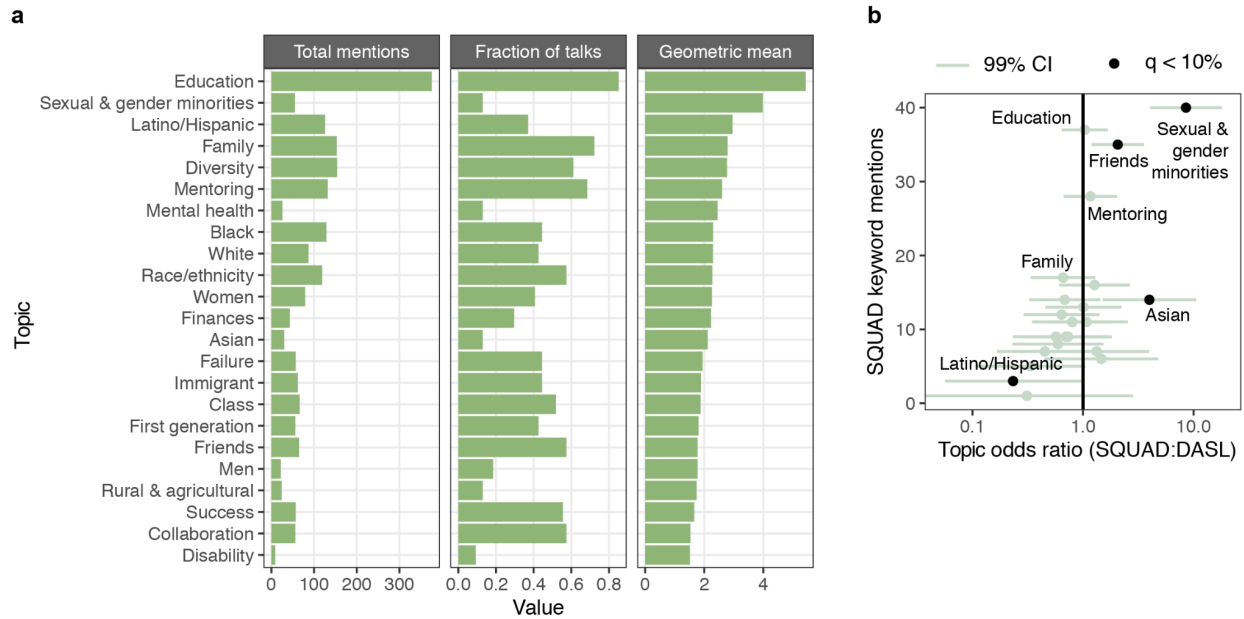 a
Total mentions
Fraction of talks
Geometric mean
Topic
Education
Sexual & gender minorities
Latino/Hispanic
Family
Diversity
Mentoring
Mental health
Black
White
Race/ethnicity
Women
Finances
Asian
Failure
Immigrant
Class
First generation
Friends
Men
Rural & agricultural
Success
Collaboration
Disability
0 100 200 300
0.0 0.2 0.4 0.6 0.8
0 2 4
Value
b
99% CI
q < 10%
SQUAD keyword mentions
40
30
20
10
0
Education
Sexual &
gender
minorities
Friends
Mentoring
Family
Asian
Latino/Hispanic
0.1 1.0 10.0
Topic odds ratio (SQUAD:DASL)